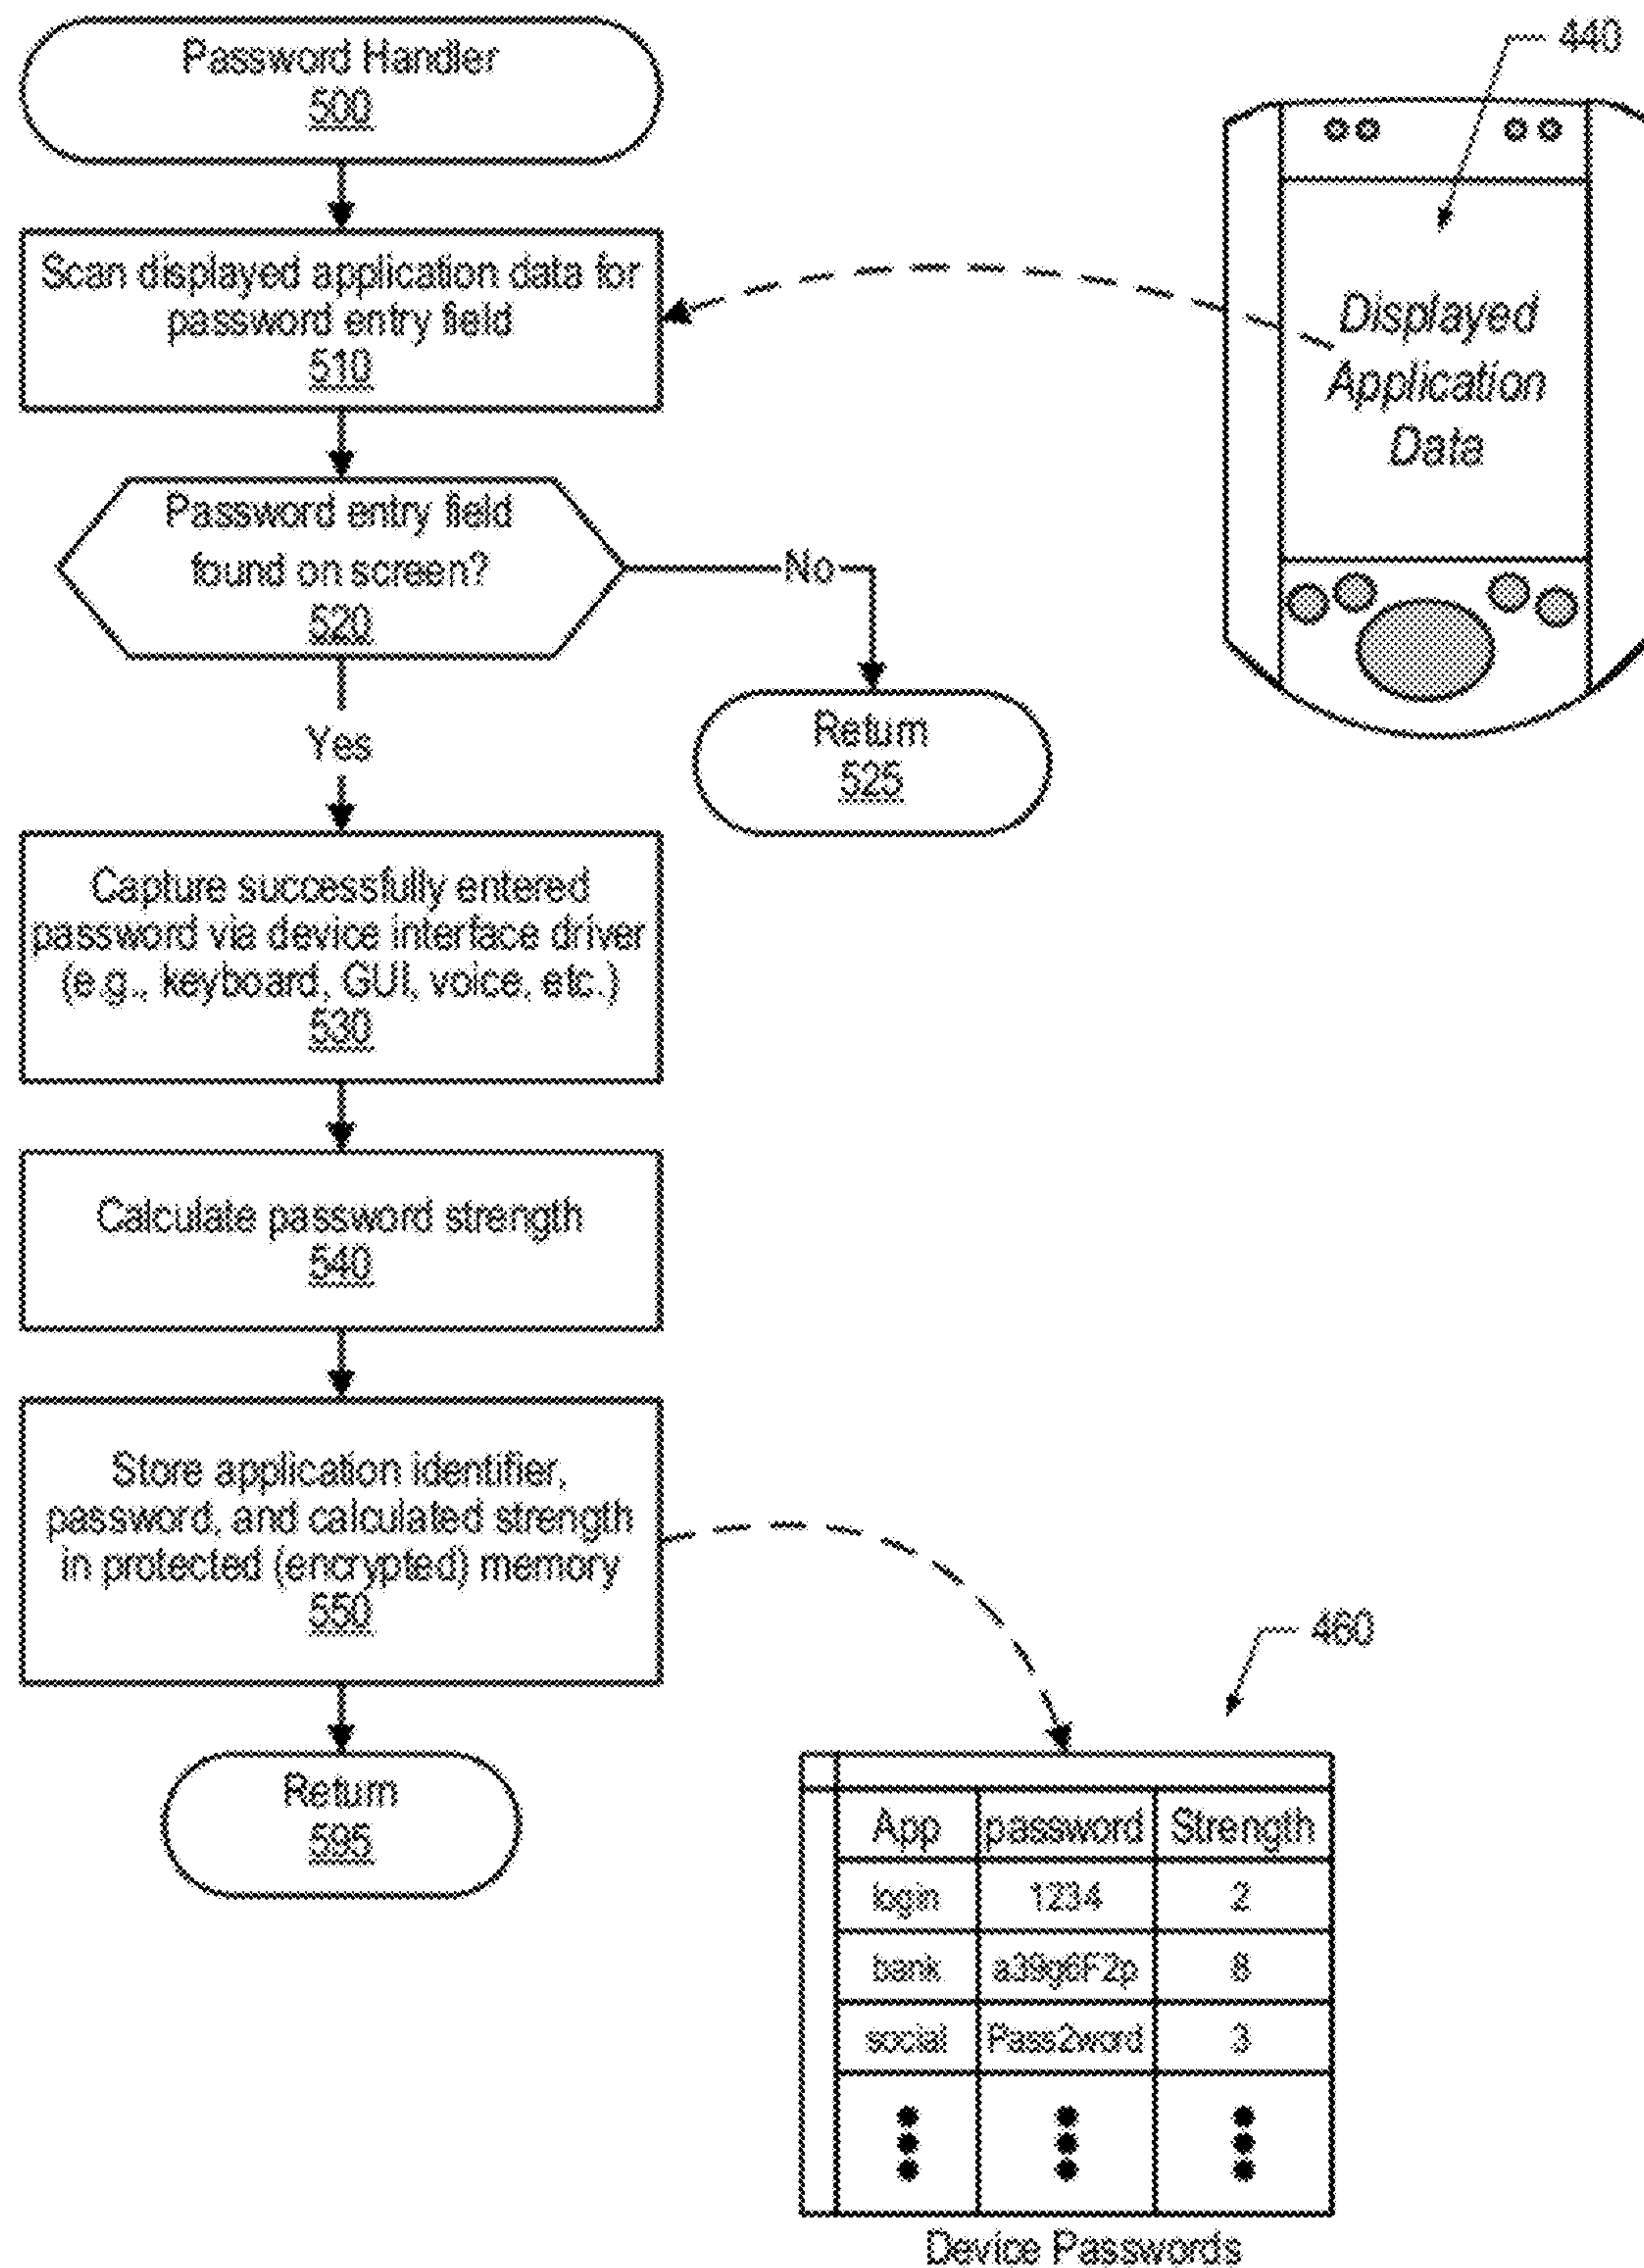 Password Handler
500
440
Scan displayed application data for
password entry field
510
Displayed
Application
Data
Password entry field
found on screen?
520
No
Yes
Return
525
Capture successfully entered
password via device interface driver
(e.g., keyboard, GUI, voice, etc.)
530
Calculate password strength
540
Store application identifier,
password, and calculated strength
in protected (encrypted) memory
550
460
Return
595
App password Strength
login 1234 2
bank a39g6F2p 8
social Pass2word 3
Device Passwords